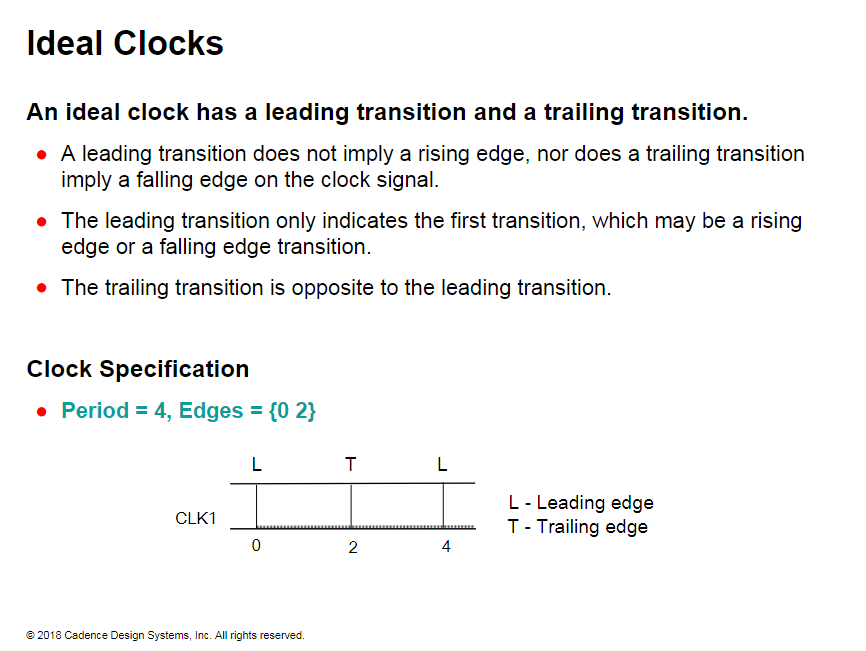 Ideal Clocks
An ideal clock has a leading transition and a trailing transition.
● A leading transition does not imply a rising edge, nor does a trailing transition
imply a falling edge on the clock signal.
● The leading transition only indicates the first transition, which may be a rising
edge or a falling edge transition.
● The trailing transition is opposite to the leading transition.
Clock Specification
● Period = 4, Edges = {0 2}
L T L
CLK1
0 2 4
L - Leading edge
T - Trailing edge
© 2018 Cadence Design Systems, Inc. All rights reserved.